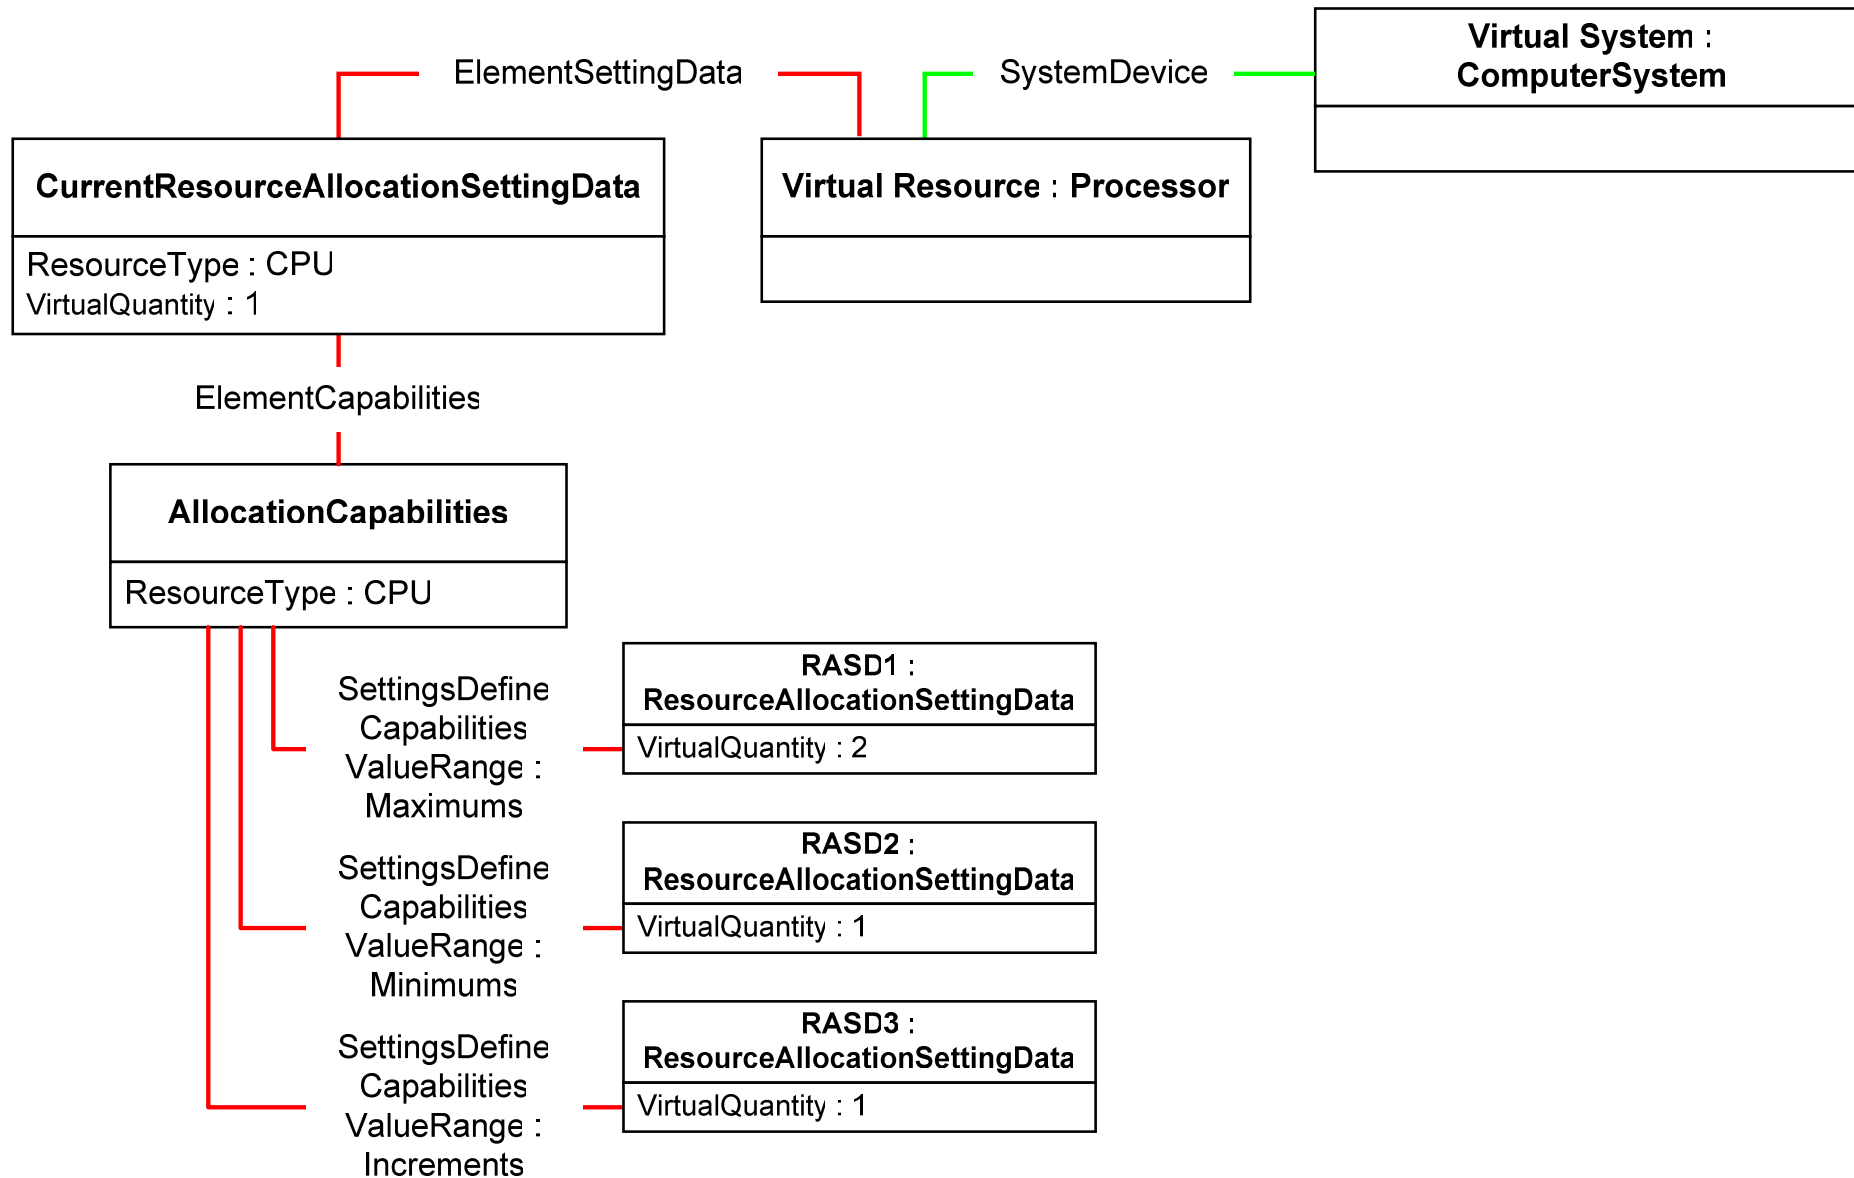 Virtual System :
ComputerSystem
ElementSettingData
SystemDevice
CurrentResourceAllocationSettingData
ResourceType : CPU
VirtualQuantity : 1
Virtual Resource : Processor
ElementCapabilities
AllocationCapabilities
ResourceType : CPU
SettingsDefine
Capabilities
ValueRange :
Maximums
RASD1 :
ResourceAllocationSettingData
VirtualQuantity : 2
SettingsDefine
Capabilities
ValueRange :
Minimums
RASD2 :
ResourceAllocationSettingData
VirtualQuantity : 1
SettingsDefine
Capabilities
ValueRange :
Increments
RASD3 :
ResourceAllocationSettingData
VirtualQuantity : 1